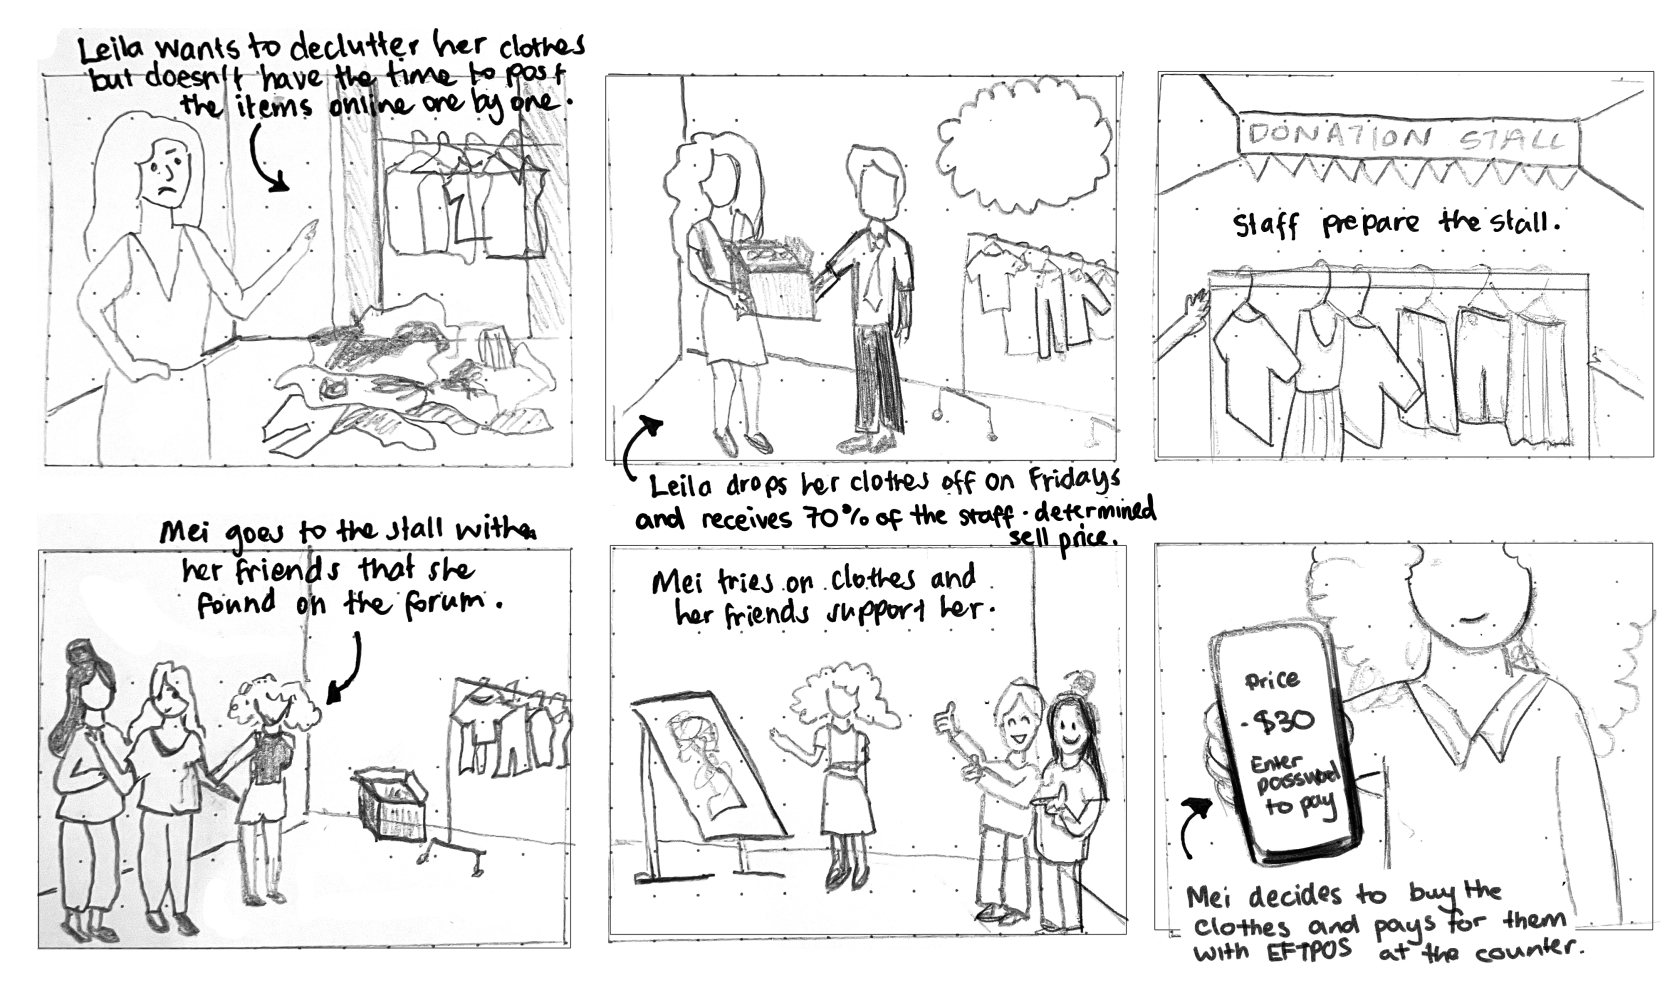 Leila wants to declutter her clothes
but doesn't have the time to post
the items online one by one.
Leila drops her clothes off on Fridays
and receives 70% of the staff-determined
sell price.
DONATION STALL
Staff prepare the stall.
Mei goes to the stall with
her friends that she
found on the forum.
Mei tries on clothes and
her friends support her.
Price
-$30
Enter
password
to pay
Mei decides to buy the
clothes and pays for them
with EFTPOS at the counter.